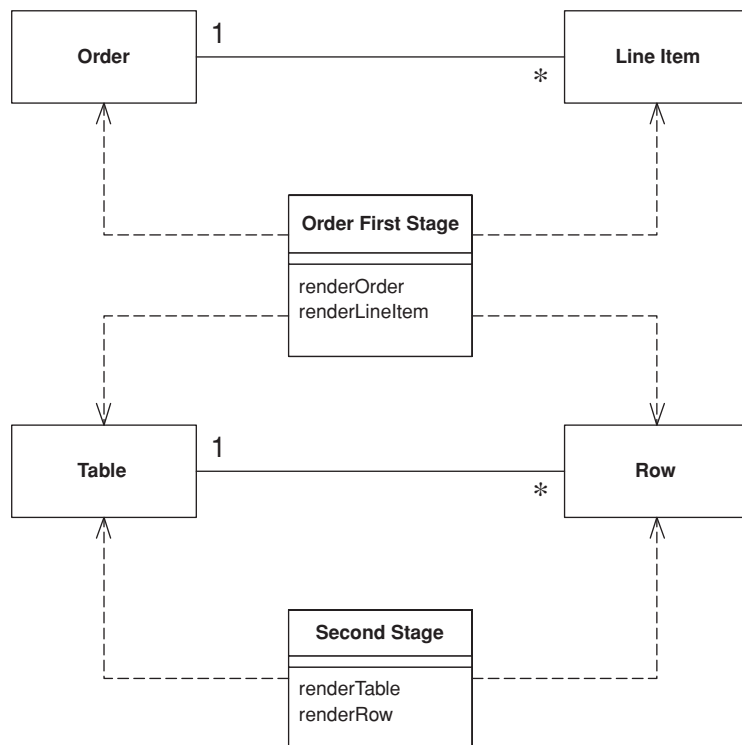 Order
1
*
Line Item
Order First Stage
renderOrder
renderLineItem
Table
1
*
Row
Second Stage
renderTable
renderRow